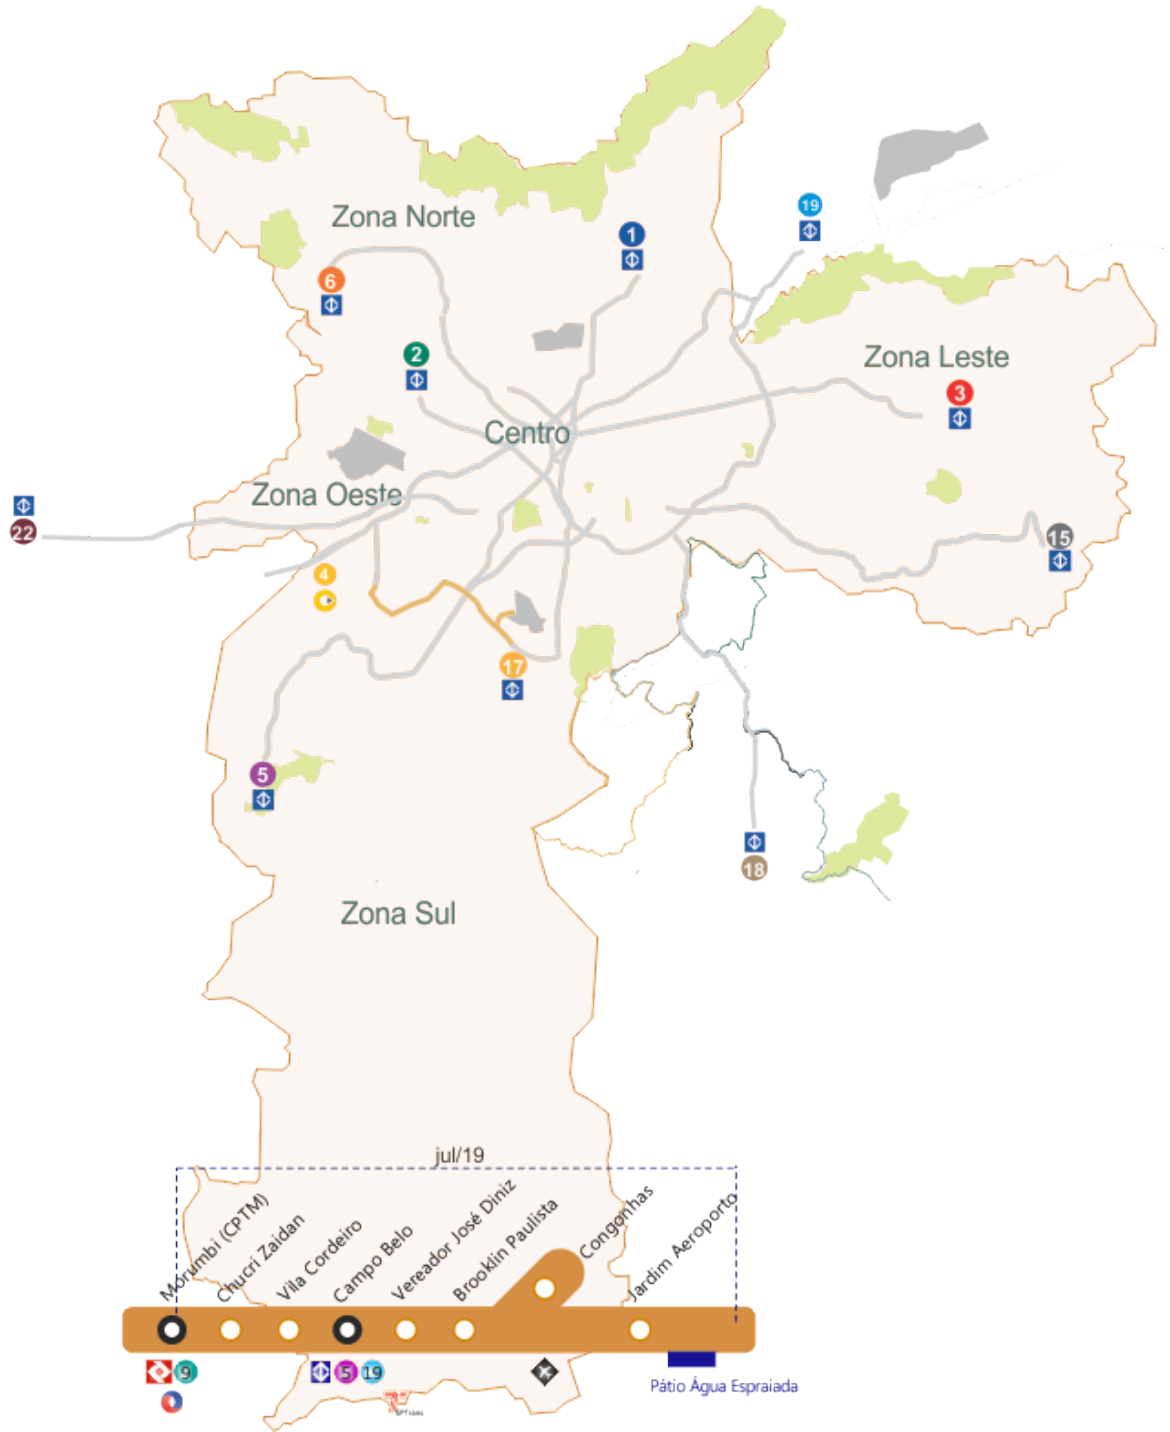 19
1
Zona Norte
6
2
Zona Leste
3
Centro
Zona Oeste
22
15
4
17
5
18
Zona Sul
jul/19
Morumbi (CPTM)
Chucri Zaidan
Vila Cordeiro
Campo Belo
Vereador José Diniz
Brooklin Paulista
Congonhas
Jardim Aeroporto
9
5
19
Pátio Água Espraiada